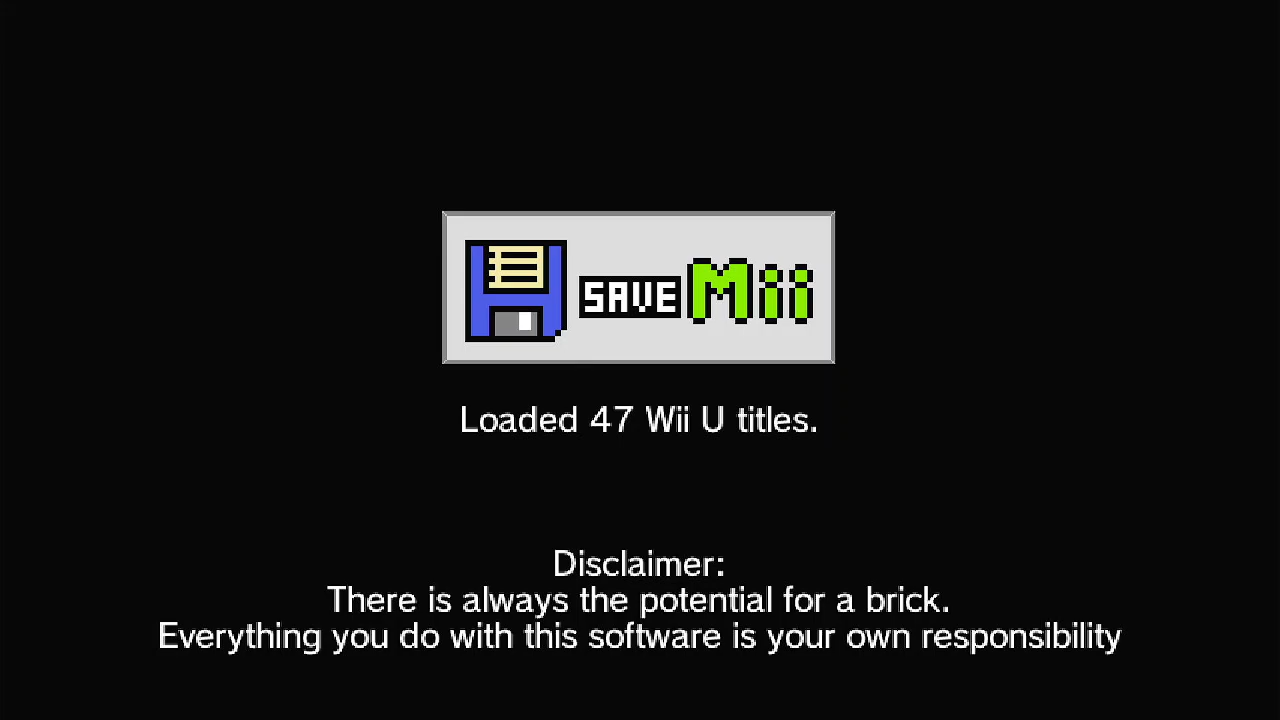 SAVE Mii
Loaded 47 Wii U titles.
Disclaimer:
There is always the potential for a brick.
Everything you do with this software is your own responsibility